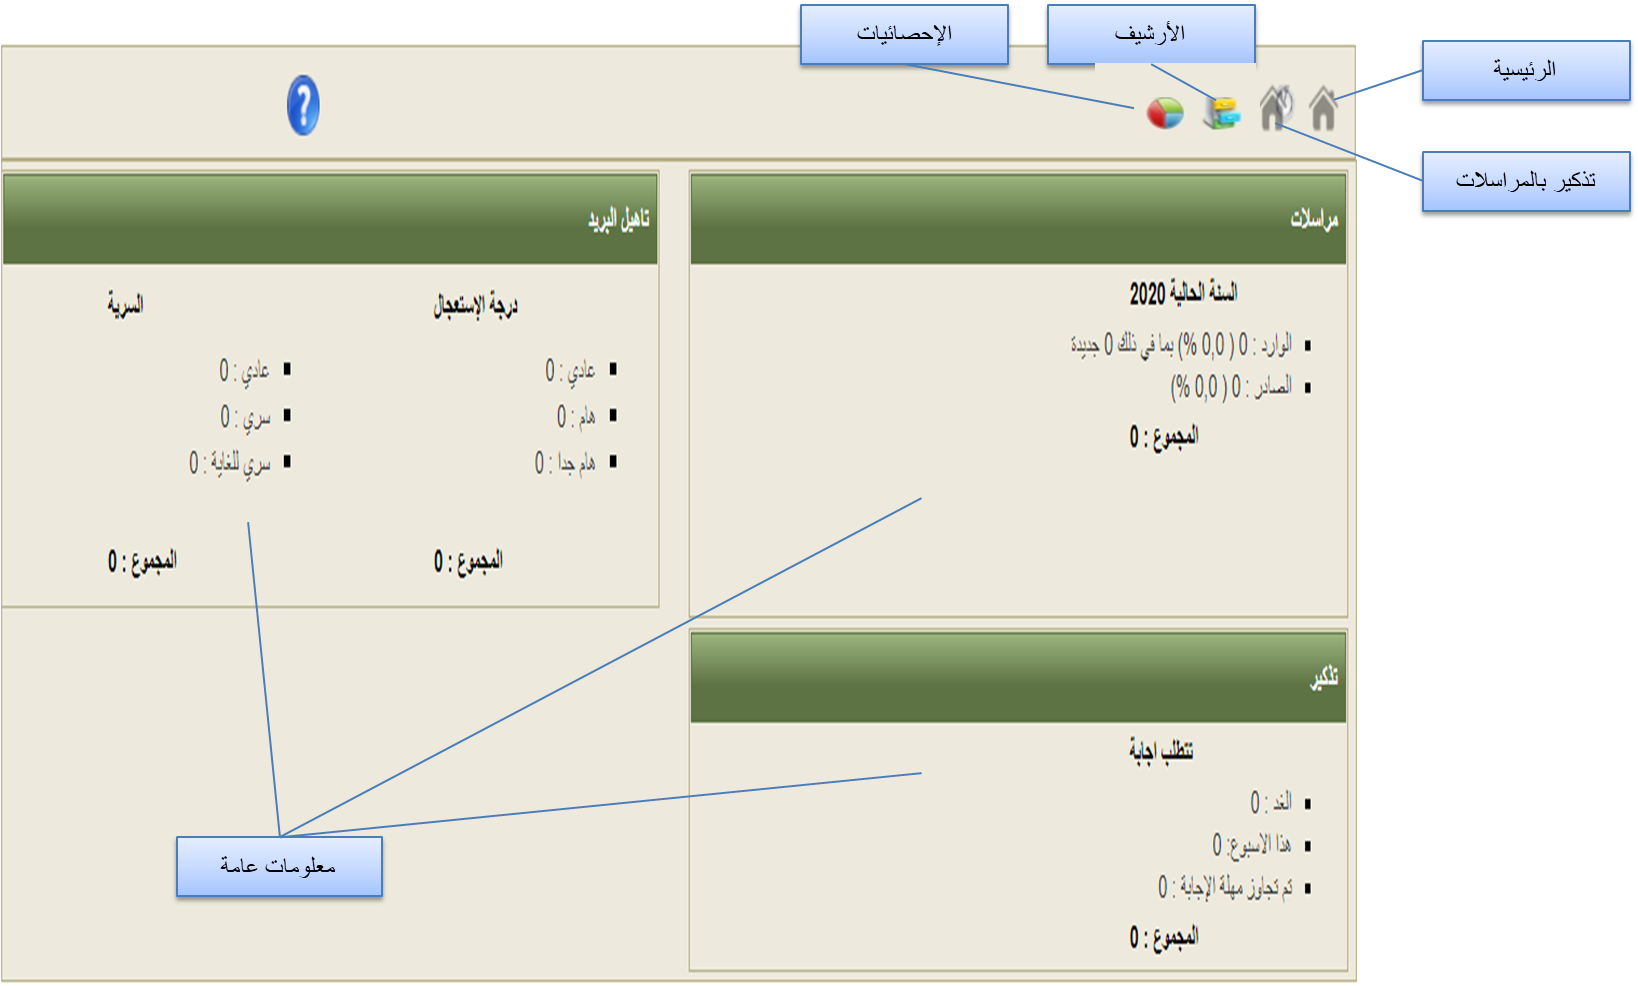 الإحصائيات
الأرشيف
الرئيسية
تذكير بالمراسلات
?
مراسلات
السنة الحالية 2020
الوارد : 0 ( 0,0 %) بما في ذلك 0 جديدة
الصادر : 0 ( 0,0 %)
المجموع : 0
تاهيل البريد
درجة الإستعجال
عادي : 0
هام : 0
هام جدا : 0
المجموع : 0
السرية
عادي : 0
سري : 0
سري للغاية : 0
المجموع : 0
تذكير
تتطلب اجابة
الغد : 0
هذا الاسبوع: 0
تم تجاوز مهلة الإجابة : 0
المجموع : 0
معلومات عامة